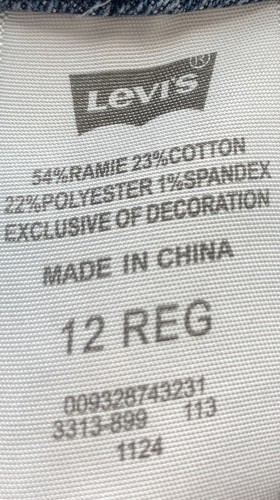 Levi's®
54%RAMIE 23%COTTON
22%POLYESTER 1%SPANDEX
EXCLUSIVE OF DECORATION
MADE IN CHINA
12 REG
009328743231
3313-899 113
1124